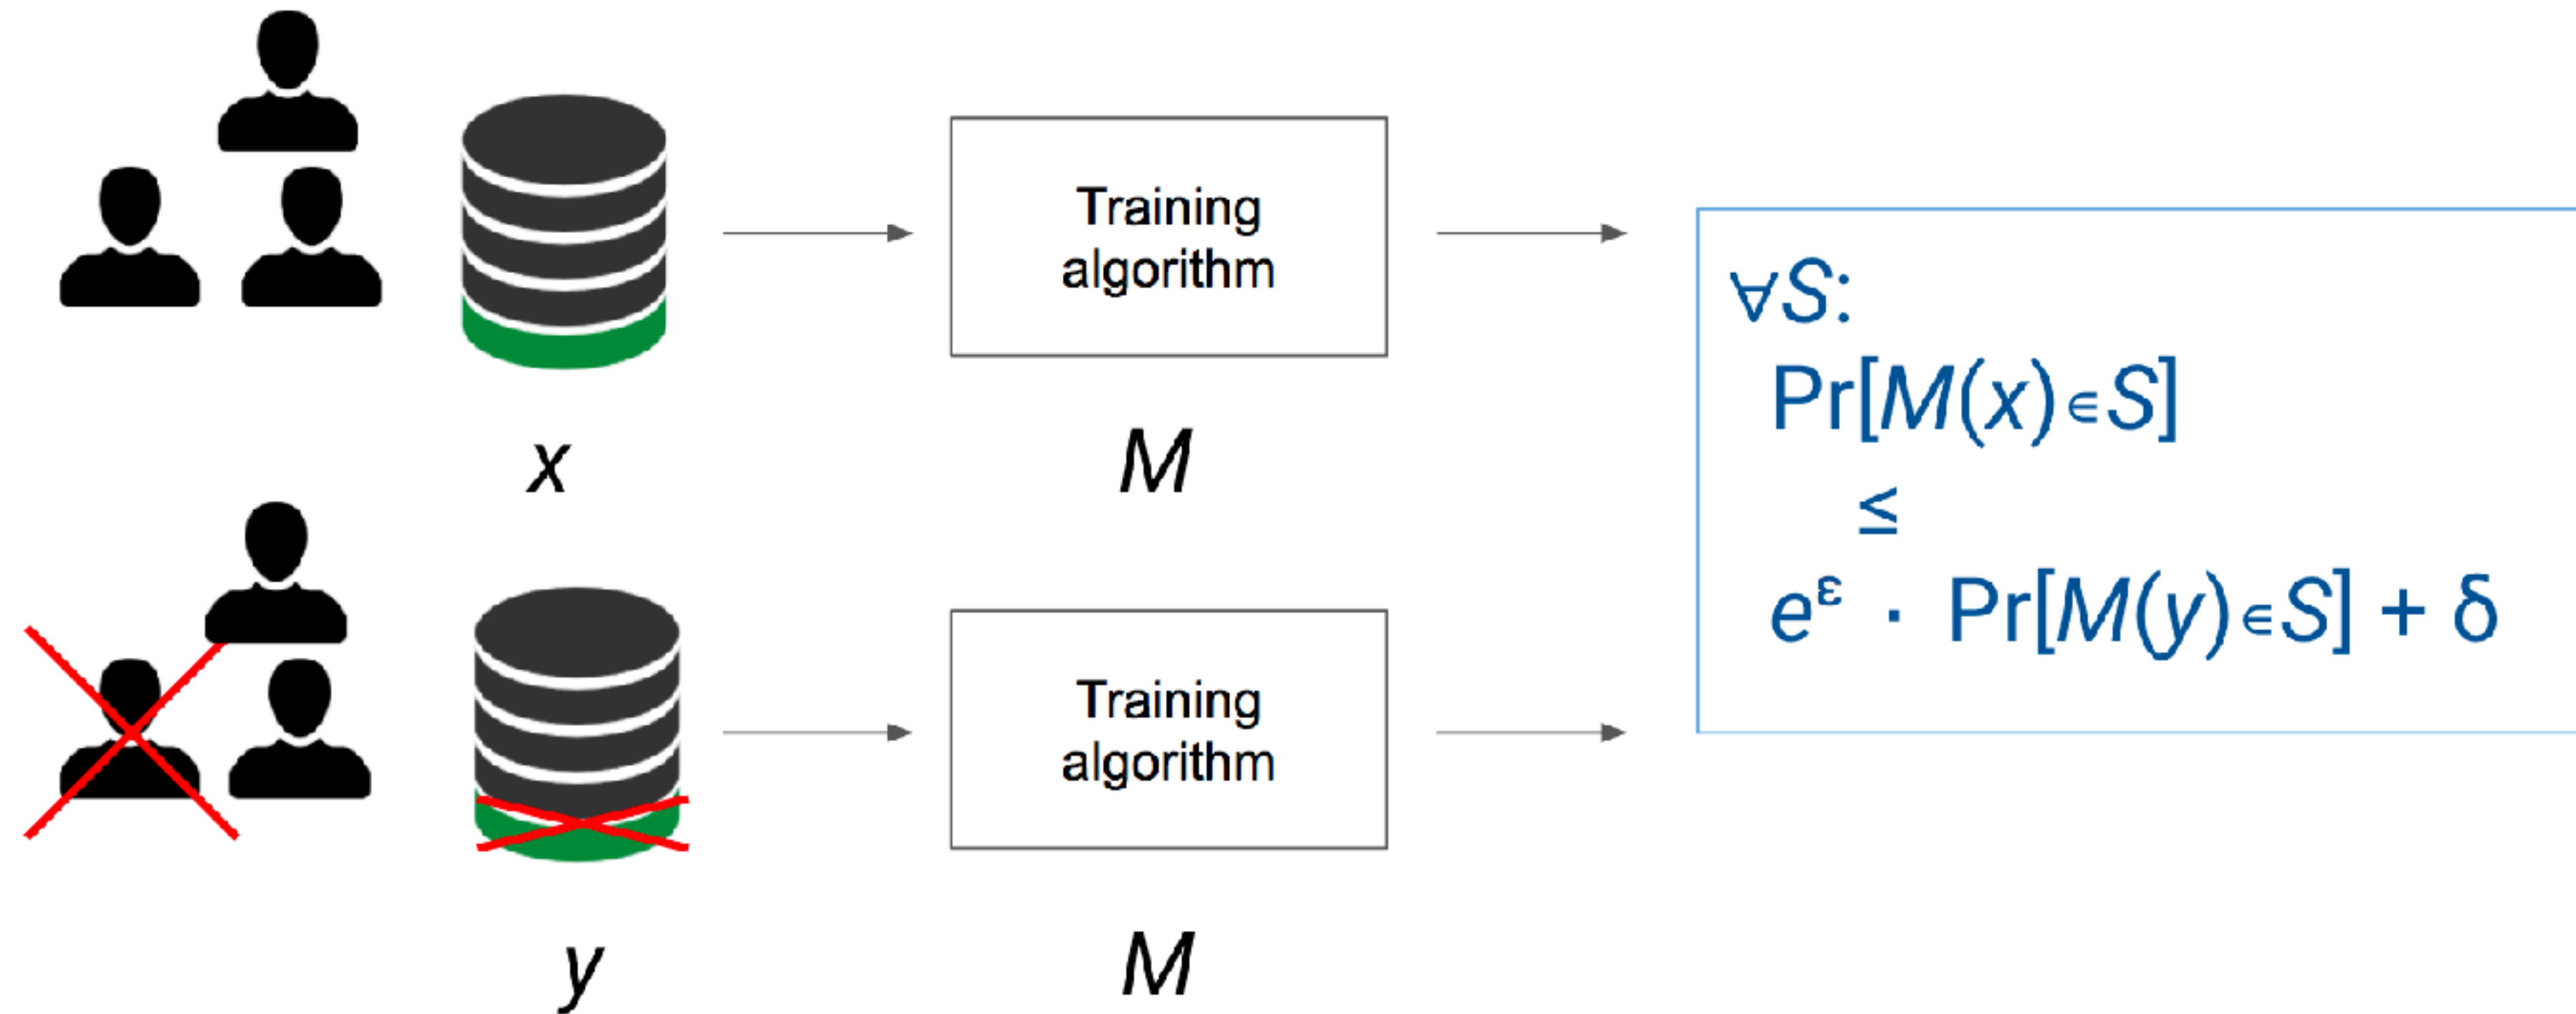 Training
algorithm
x
M
Training
algorithm
y
M
∀S:
Pr[M(x)∈S]
≤
e^ε · Pr[M(y)∈S] + δ